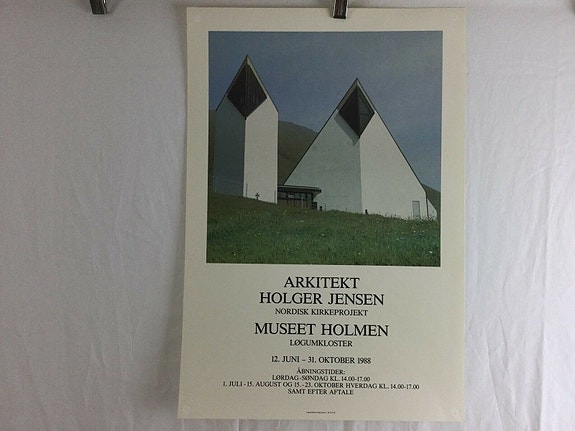 ARKITEKT
HOLGER JENSEN
NORDISK KIRKEPROJEKT
MUSEET HOLMEN
LØGUMKLOSTER
12. JUNI – 31. OKTOBER 1988
ÅBNINGSTIDER:
LØRDAG-SØNDAG KL. 14.00-17.00
1. JULI - 15. AUGUST OG 15. - 23. OKTOBER HVERDAG KL. 14.00-17.00
SAMT EFTER AFTALE